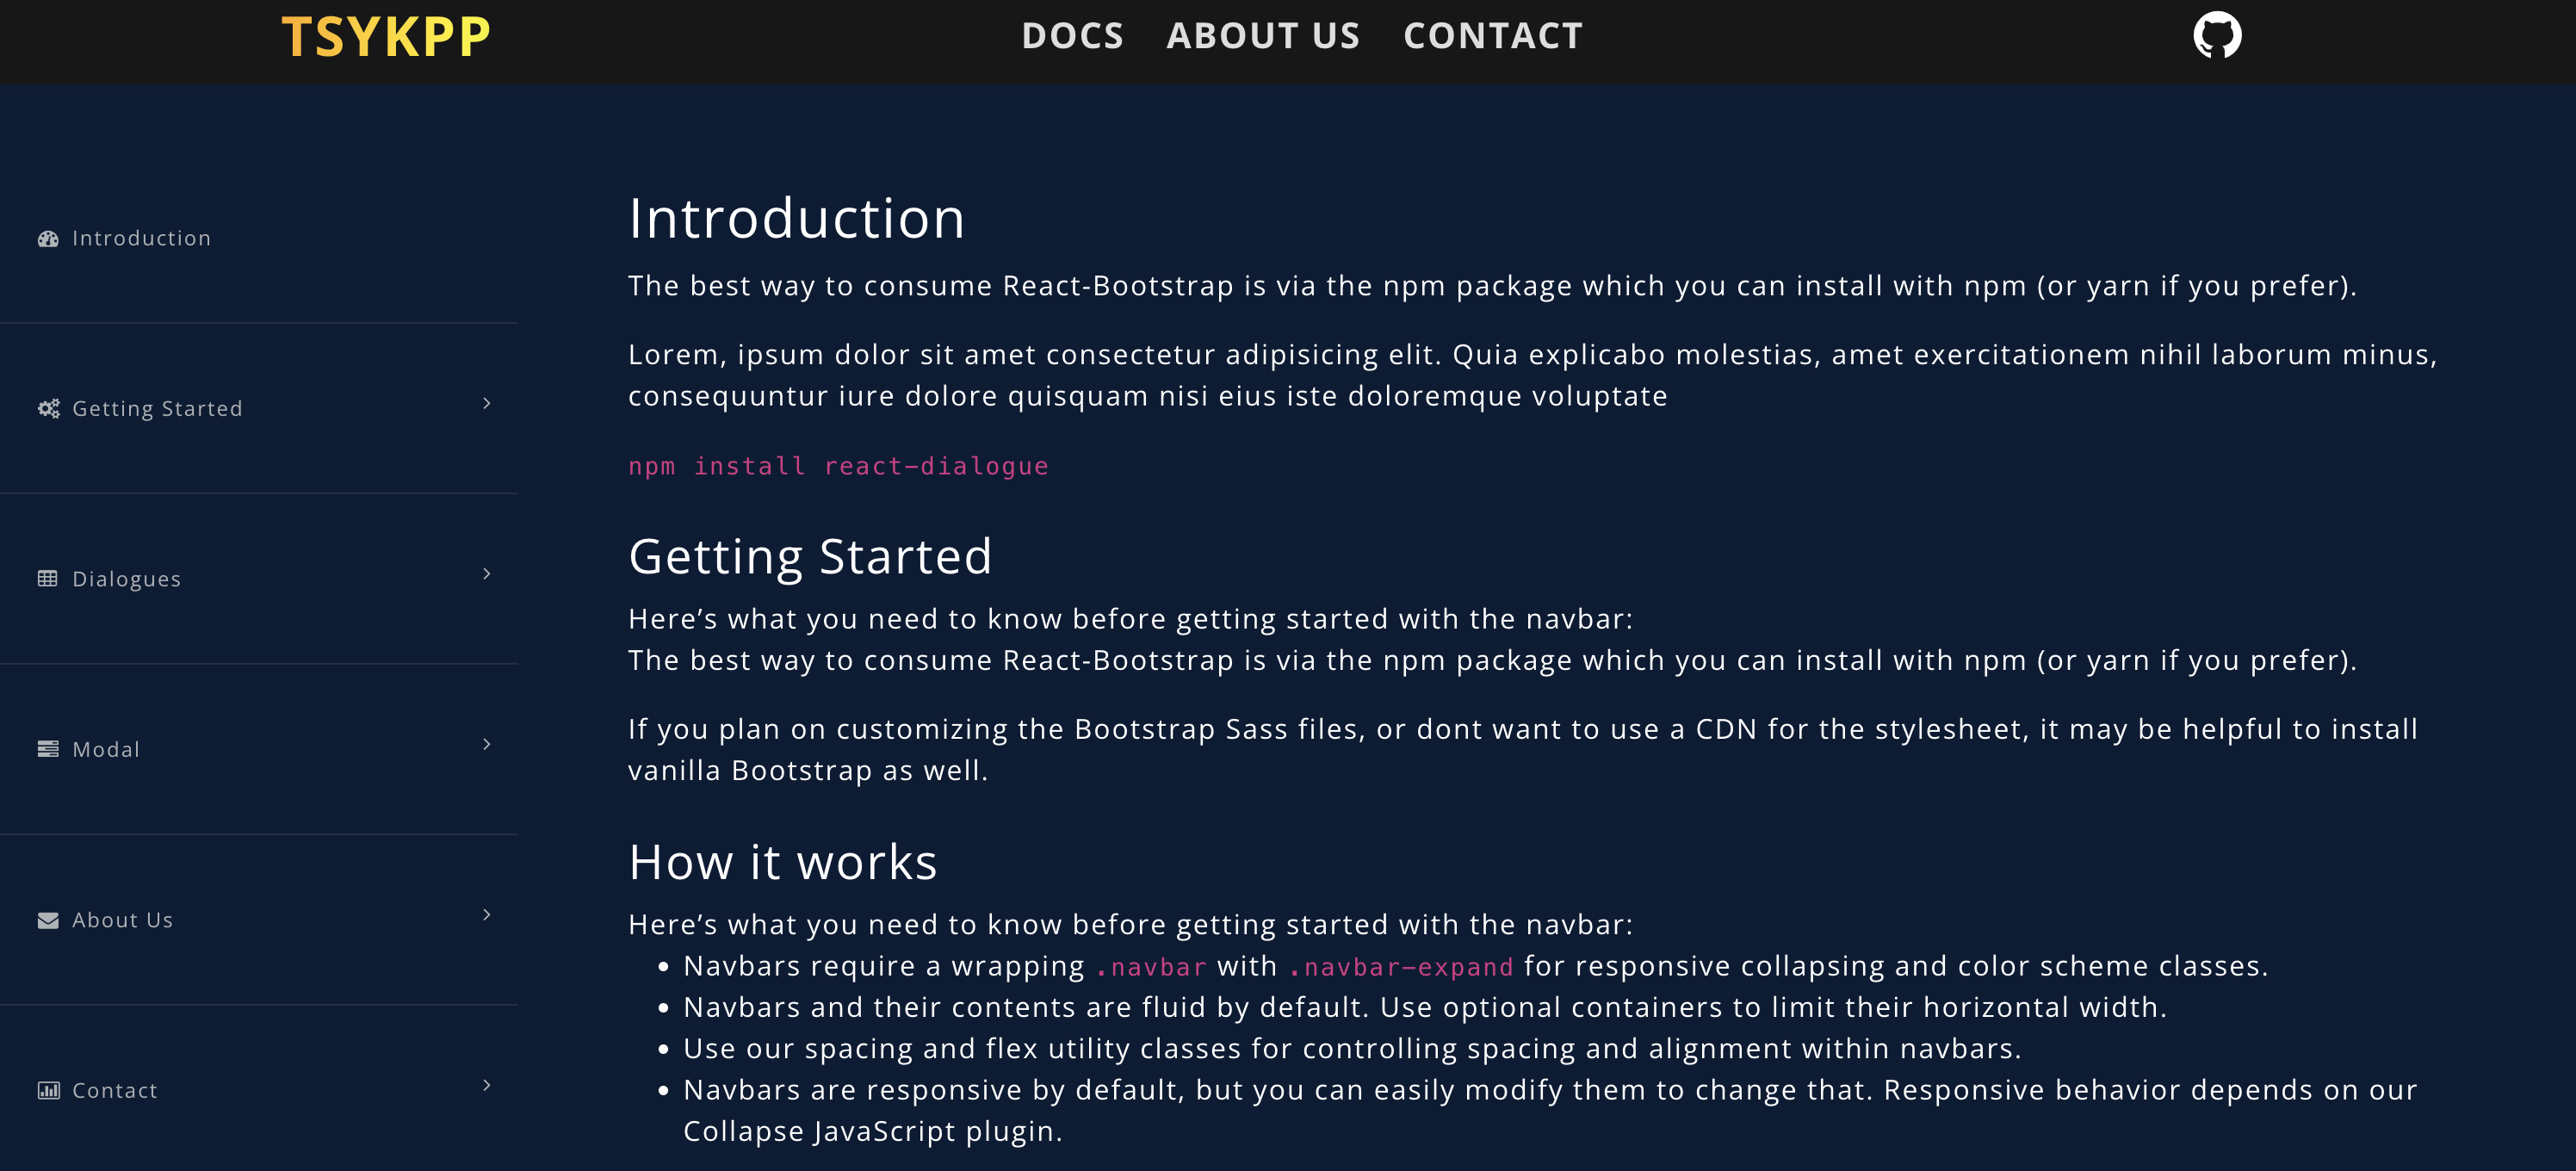 TSYKPP
DOCS ABOUT US CONTACT
Introduction
Getting Started
Dialogues
Modal
About Us
Contact
Introduction
The best way to consume React-Bootstrap is via the npm package which you can install with npm (or yarn if you prefer).
Lorem, ipsum dolor sit amet consectetur adipisicing elit. Quia explicabo molestias, amet exercitationem nihil laborum minus,
consequuntur iure dolore quisquam nisi eius iste doloremque voluptate
npm install react-dialogue
Getting Started
Here’s what you need to know before getting started with the navbar:
The best way to consume React-Bootstrap is via the npm package which you can install with npm (or yarn if you prefer).
If you plan on customizing the Bootstrap Sass files, or dont want to use a CDN for the stylesheet, it may be helpful to install
vanilla Bootstrap as well.
How it works
Here’s what you need to know before getting started with the navbar:
• Navbars require a wrapping .navbar with .navbar-expand for responsive collapsing and color scheme classes.
• Navbars and their contents are fluid by default. Use optional containers to limit their horizontal width.
• Use our spacing and flex utility classes for controlling spacing and alignment within navbars.
• Navbars are responsive by default, but you can easily modify them to change that. Responsive behavior depends on our
Collapse JavaScript plugin.